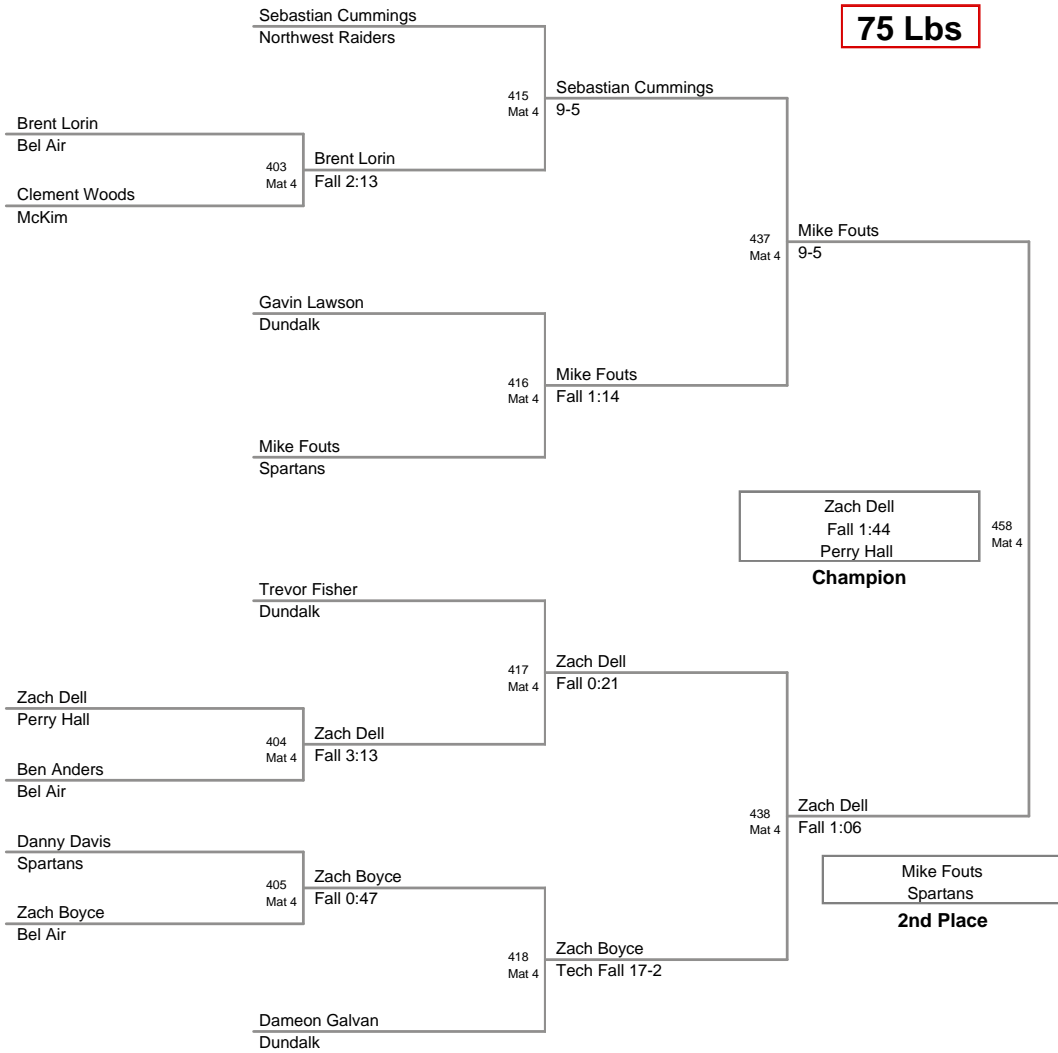 75 Lbs
Sebastian Cummings
Northwest Raiders
415
Mat 4
Sebastian Cummings
9-5
Brent Lorin
Bel Air
403
Mat 4
Brent Lorin
Fall 2:13
Clement Woods
McKim
437
Mat 4
Mike Fouts
9-5
Gavin Lawson
Dundalk
416
Mat 4
Mike Fouts
Fall 1:14
Mike Fouts
Spartans
Zach Dell
Fall 1:44
Perry Hall
Champion
458
Mat 4
Trevor Fisher
Dundalk
417
Mat 4
Zach Dell
Fall 0:21
Zach Dell
Perry Hall
404
Mat 4
Zach Dell
Fall 3:13
Ben Anders
Bel Air
438
Mat 4
Zach Dell
Fall 1:06
Danny Davis
Spartans
405
Mat 4
Zach Boyce
Fall 0:47
Zach Boyce
Bel Air
Mike Fouts
Spartans
2nd Place
418
Mat 4
Zach Boyce
Tech Fall 17-2
Dameon Galvan
Dundalk